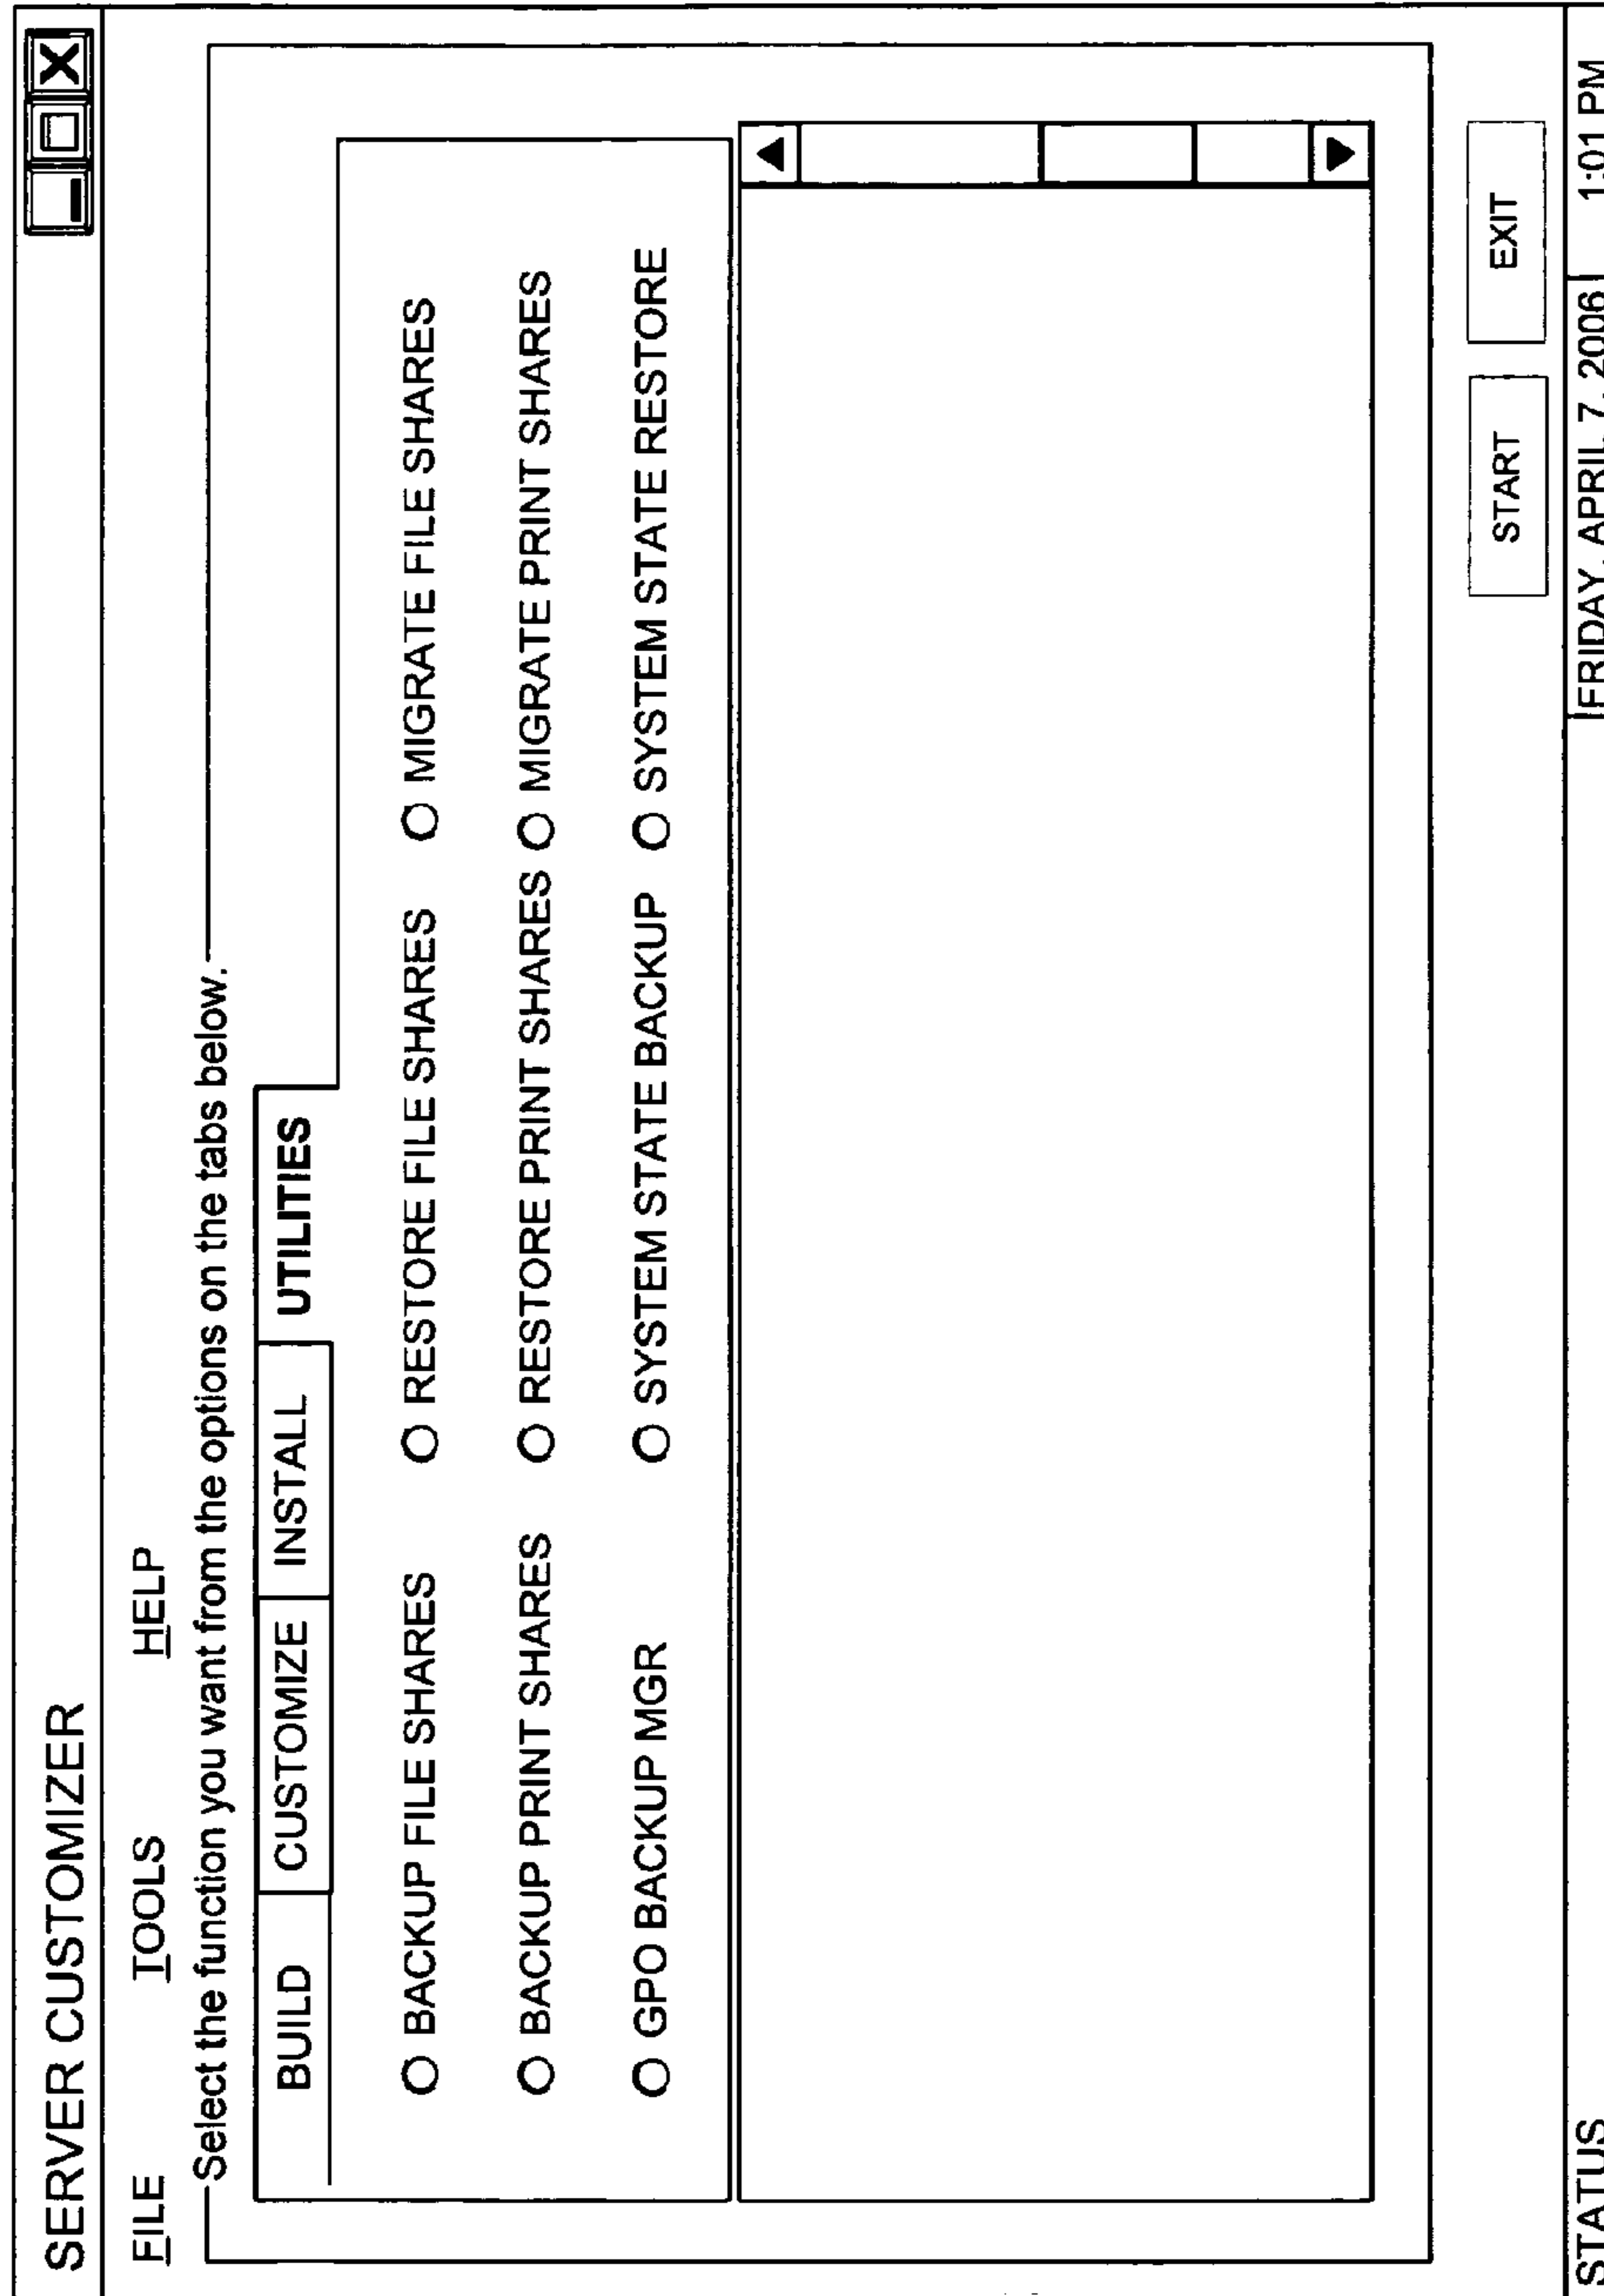 SERVER CUSTOMIZER
FILE TOOLS HELP
Select the function you want from the options on the tabs below.
BUILD CUSTOMIZE INSTALL UTILITIES
BACKUP FILE SHARES RESTORE FILE SHARES MIGRATE FILE SHARES
BACKUP PRINT SHARES RESTORE PRINT SHARES MIGRATE PRINT SHARES
GPO BACKUP MGR SYSTEM STATE BACKUP SYSTEM STATE RESTORE
START EXIT
STATUS FRIDAY, APRIL 7, 2006 1:01 PM